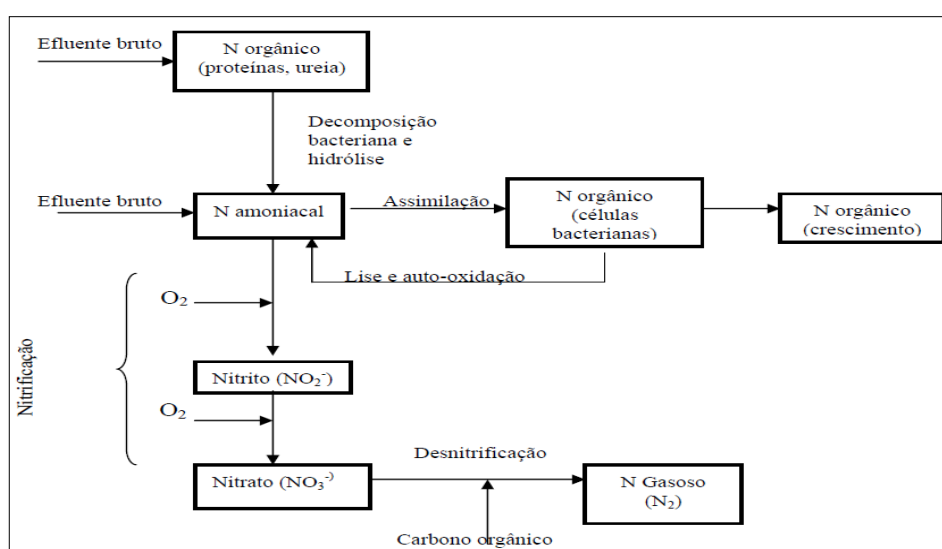 Efluente bruto
N orgânico
(proteínas, ureia)
Decomposição
bacteriana e
hidrólise
Efluente bruto
N amoniacal
Assimilação
N orgânico
(células
bacterianas)
N orgânico
(crescimento)
Lise e auto-oxidação
O₂
Nitrificação
Nitrito (NO₂⁻)
O₂
Desnitrificação
Nitrato (NO₃⁻⁾
N Gasoso
(N₂)
Carbono orgânico